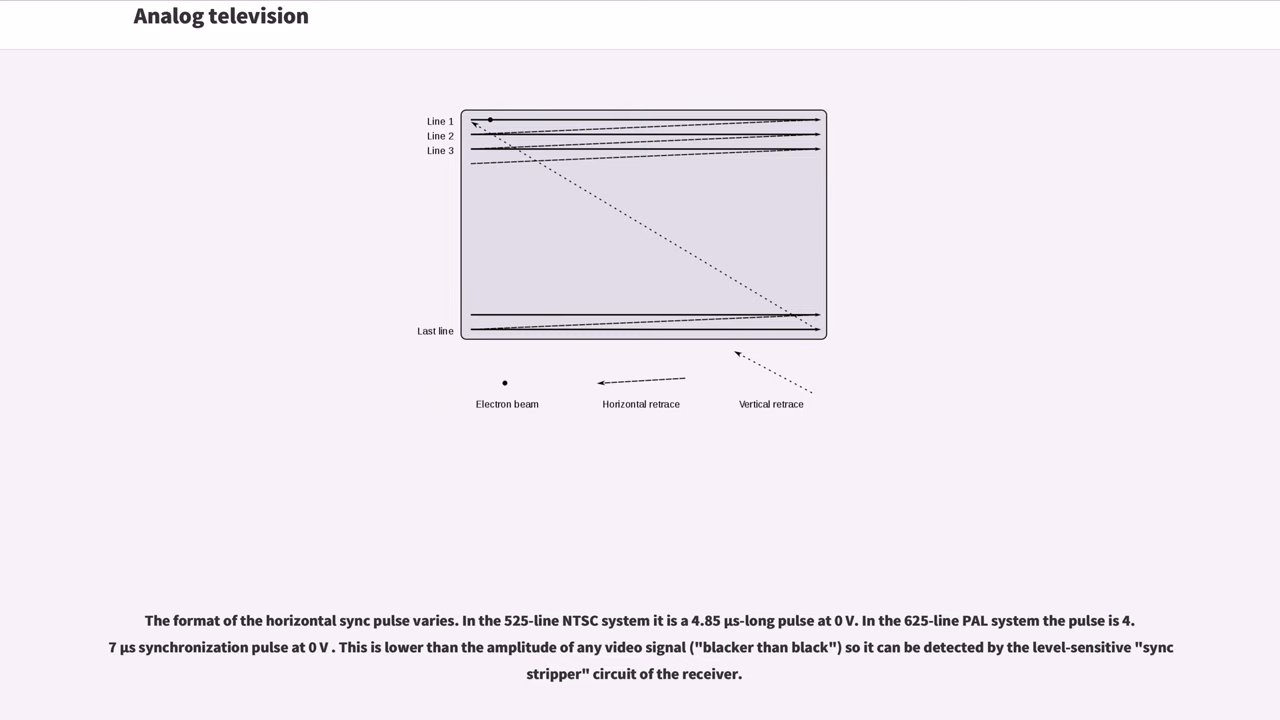 Analog television
Line 1
Line 2
Line 3
Last line
Electron beam
Horizontal retrace
Vertical retrace
The format of the horizontal sync pulse varies. In the 525-line NTSC system it is a 4.85 µs-long pulse at 0 V. In the 625-line PAL system the pulse is 4.
7 µs synchronization pulse at 0 V . This is lower than the amplitude of any video signal ("blacker than black") so it can be detected by the level-sensitive "sync
stripper" circuit of the receiver.